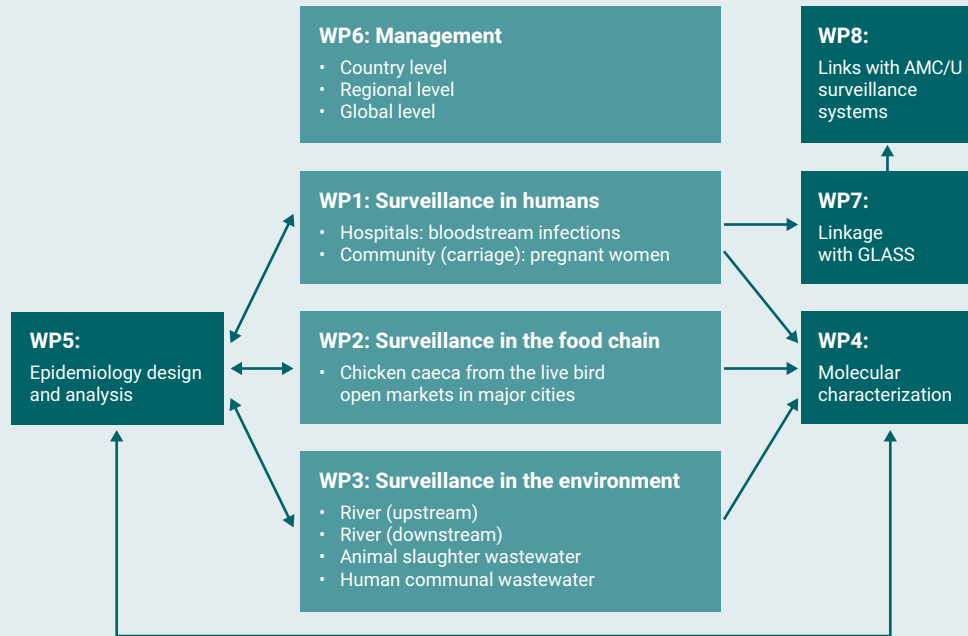 WP6: Management
• Country level
• Regional level
• Global level
WP8:
Links with AMC/U
surveillance
systems
WP1: Surveillance in humans
• Hospitals: bloodstream infections
• Community (carriage): pregnant women
WP7:
Linkage
with GLASS
WP5:
Epidemiology design
and analysis
WP2: Surveillance in the food chain
• Chicken caeca from the live bird
open markets in major cities
WP4:
Molecular
characterization
WP3: Surveillance in the environment
• River (upstream)
• River (downstream)
• Animal slaughter wastewater
• Human communal wastewater